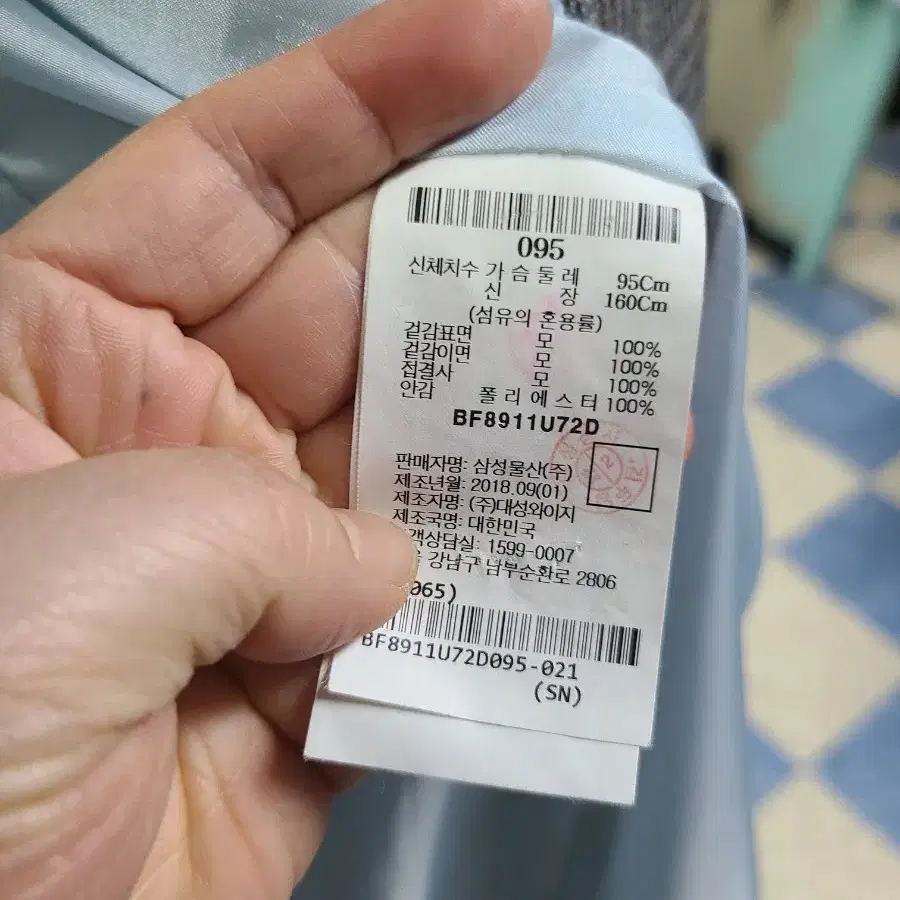 095
신체치수 가슴둘레 95Cm
신 장 160Cm
(섬유의 혼용률)
겉감표면 모 100%
겉감이면 모 100%
접결사 모 100%
안감 폴리에스터 100%
BF8911U72D
판매자명: 삼성물산(주)
제조년월: 2018.09(01)
제조자명: (주)대성와이지
제조국명: 대한민국
객상담실: 1599-0007
강남구 남부순환로 2806
065)
BF8911U72D095-021
(SN)